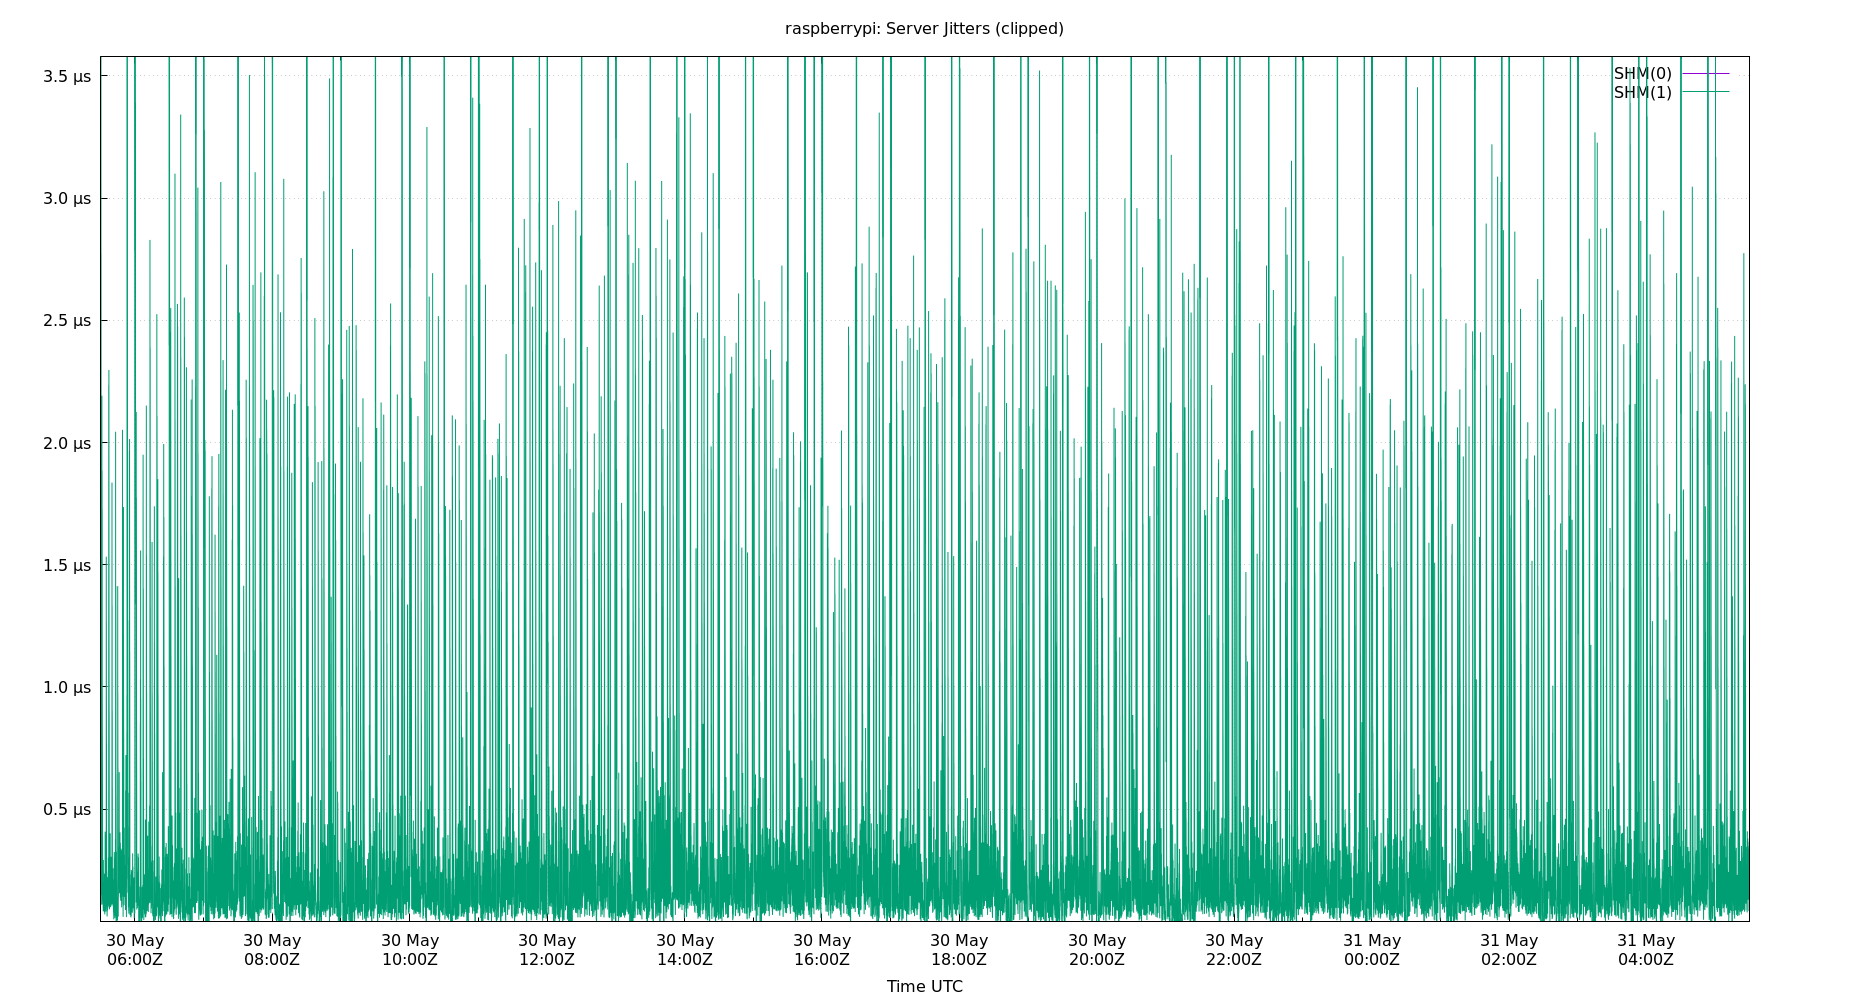 raspberrypi: Server Jitters (clipped)
3.5 µs
3.0 µs
2.5 µs
2.0 µs
1.5 µs
1.0 µs
0.5 µs
SHM(0)
SHM(1)
30 May 30 May 30 May 30 May 30 May 30 May 30 May 30 May 30 May 31 May 31 May 31 May
06:00Z 08:00Z 10:00Z 12:00Z 14:00Z 16:00Z 18:00Z 20:00Z 22:00Z 00:00Z 02:00Z 04:00Z
Time UTC